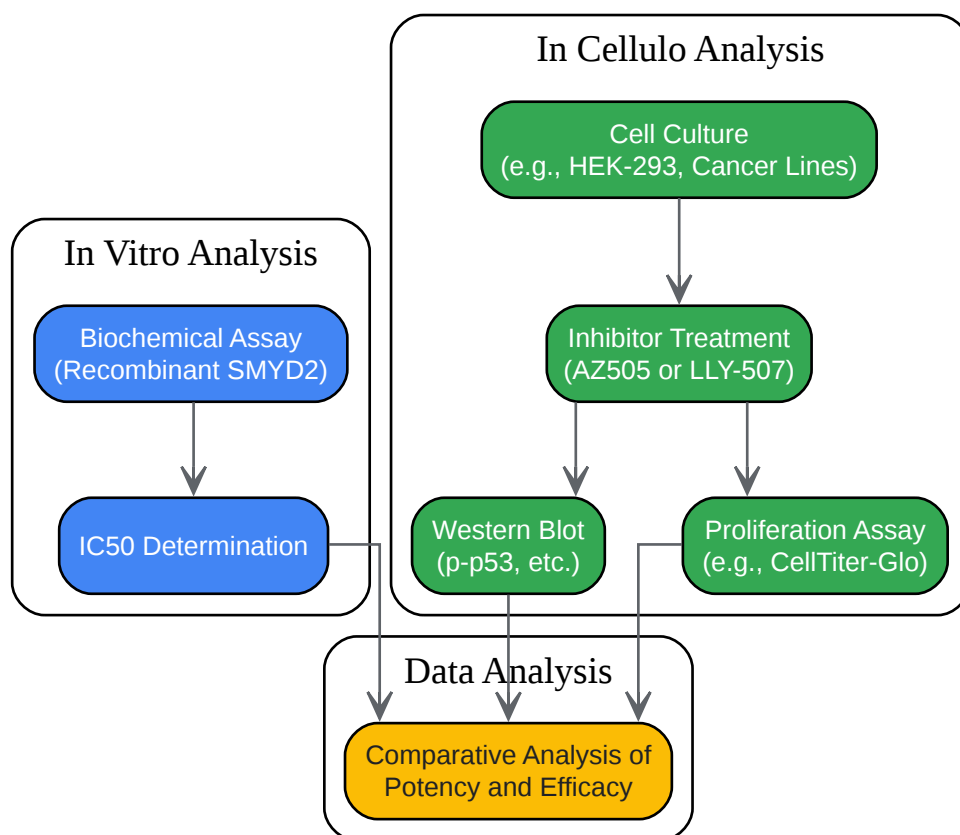 In Cellulo Analysis
Cell Culture
(e.g., HEK-293, Cancer Lines)
In Vitro Analysis
Biochemical Assay
(Recombinant SMYD2)
Inhibitor Treatment
(AZ505 or LLY-507)
IC50 Determination
Western Blot
(p-p53, etc.)
Proliferation Assay
(e.g., CellTiter-Glo)
Data Analysis
Comparative Analysis of
Potency and Efficacy